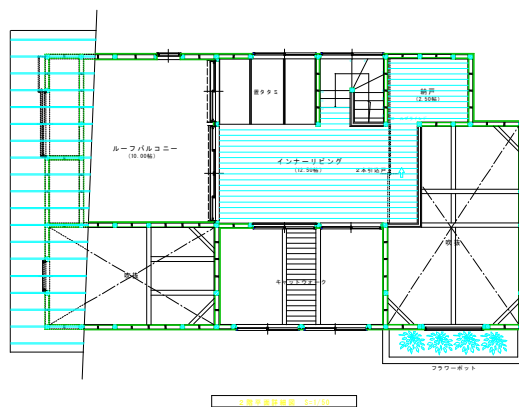 置タタミ
納戸
(2.50帖)
ルーフバルコニー
(10.00帖)
インナーリビング
(12.50帖)
吹抜
吹抜
キャットウォーク
フラワーポット